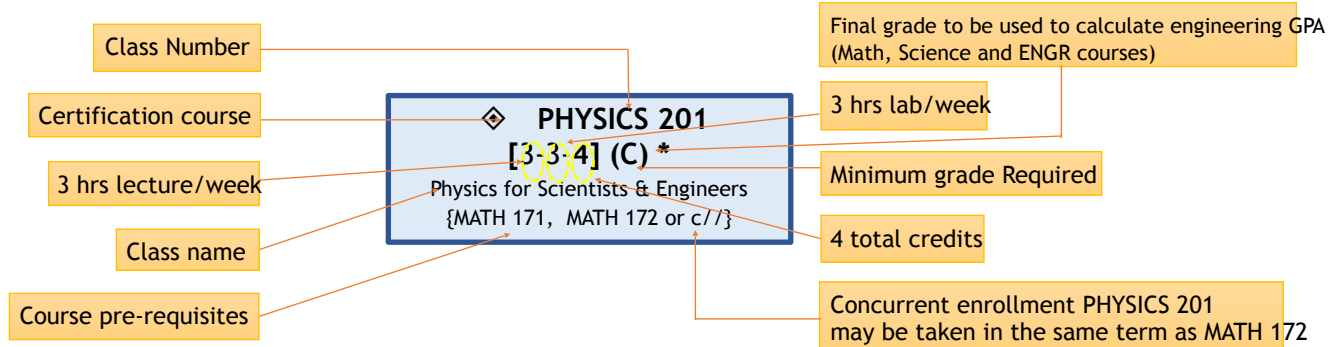 Class Number
Final grade to be used to calculate engineering GPA
(Math, Science and ENGR courses)
Certification course
3 hrs lab/week
PHYSICS 201
[3-3-4] (C) *
3 hrs lecture/week
Minimum grade Required
Physics for Scientists & Engineers
{MATH 171, MATH 172 or c//}
Class name
4 total credits
Course pre-requisites
Concurrent enrollment PHYSICS 201
may be taken in the same term as MATH 172